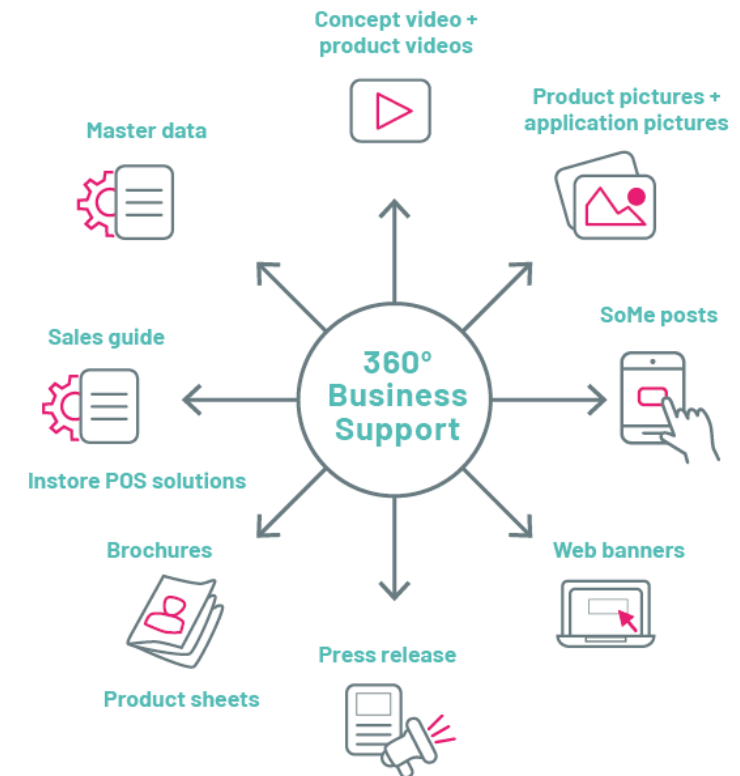 Concept video +
product videos
Product pictures +
application pictures
Master data
SoMe posts
Sales guide
360º
Business
Support
Instore POS solutions
Brochures
Web banners
Press release
Product sheets